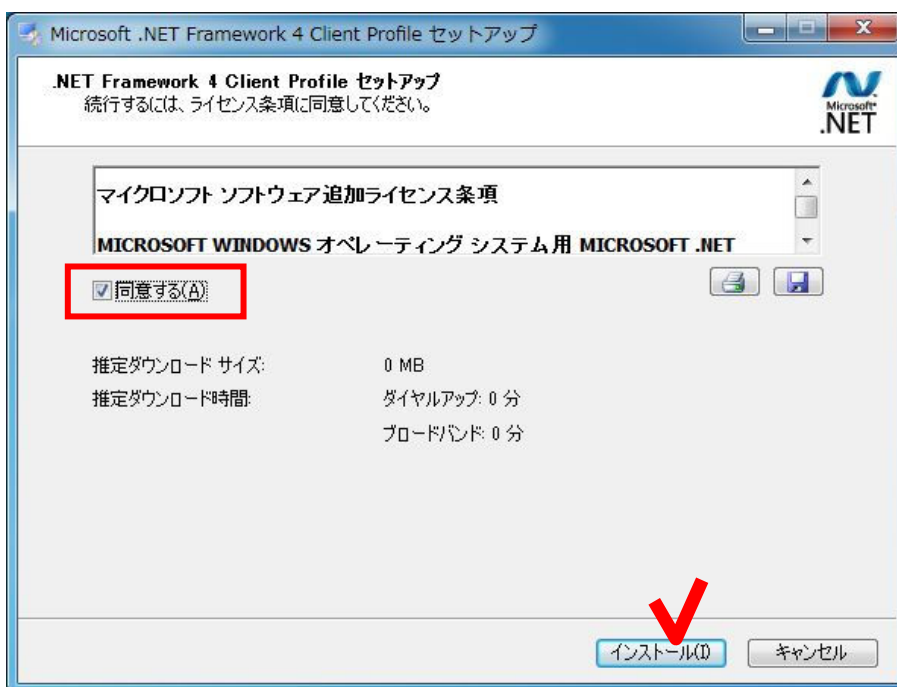 Microsoft .NET Framework 4 Client Profile セットアップ
.NET Framework 4 Client Profile セットアップ
続行するには、ライセンス条項に同意してください。
Microsoft
.NET
マイクロソフト ソフトウェア追加ライセンス条項
MICROSOFT WINDOWS オペレーティング システム用 MICROSOFT .NET
同意する(A)
推定ダウンロード サイズ: 0 MB
推定ダウンロード時間: ダイヤルアップ: 0 分
ブロードバンド: 0 分
インストール(I) キャンセル